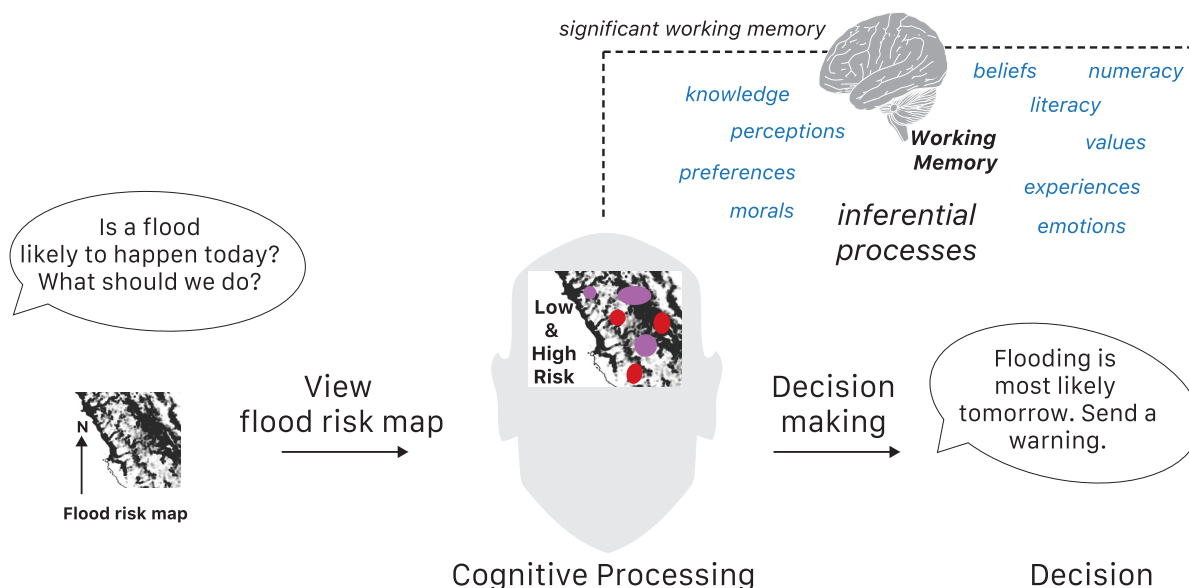 significant working memory
knowledge
perceptions
preferences
morals
Working
Memory
inferential
processes
beliefs
numeracy
literacy
values
experiences
emotions
Is a flood
likely to happen today?
What should we do?
N
Flood risk map
View
flood risk map
Low
&
High
Risk
Decision
making
Flooding is
most likely
tomorrow. Send a
warning.
Cognitive Processing
Decision